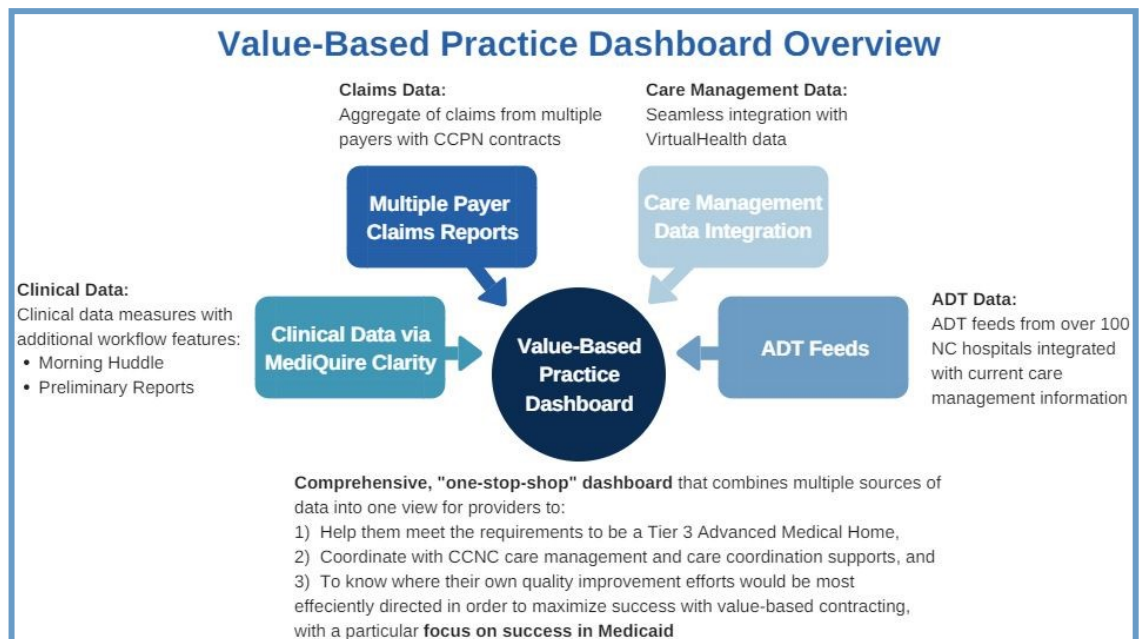 Value-Based Practice Dashboard Overview
Claims Data:
Aggregate of claims from multiple
payers with CCPN contracts
Care Management Data:
Seamless integration with
VirtualHealth data
Multiple Payer
Claims Reports
Care Management
Data Integration
Clinical Data:
Clinical data measures with
additional workflow features:
• Morning Huddle
• Preliminary Reports
Clinical Data via
MediQuire Clarity
Value-Based
Practice
Dashboard
ADT Feeds
ADT Data:
ADT feeds from over 100
NC hospitals integrated
with current care
management information
Comprehensive, "one-stop-shop" dashboard that combines multiple sources of
data into one view for providers to:
1) Help them meet the requirements to be a Tier 3 Advanced Medical Home,
2) Coordinate with CCNC care management and care coordination supports, and
3) To know where their own quality improvement efforts would be most
effeciently directed in order to maximize success with value-based contracting,
with a particular focus on success in Medicaid